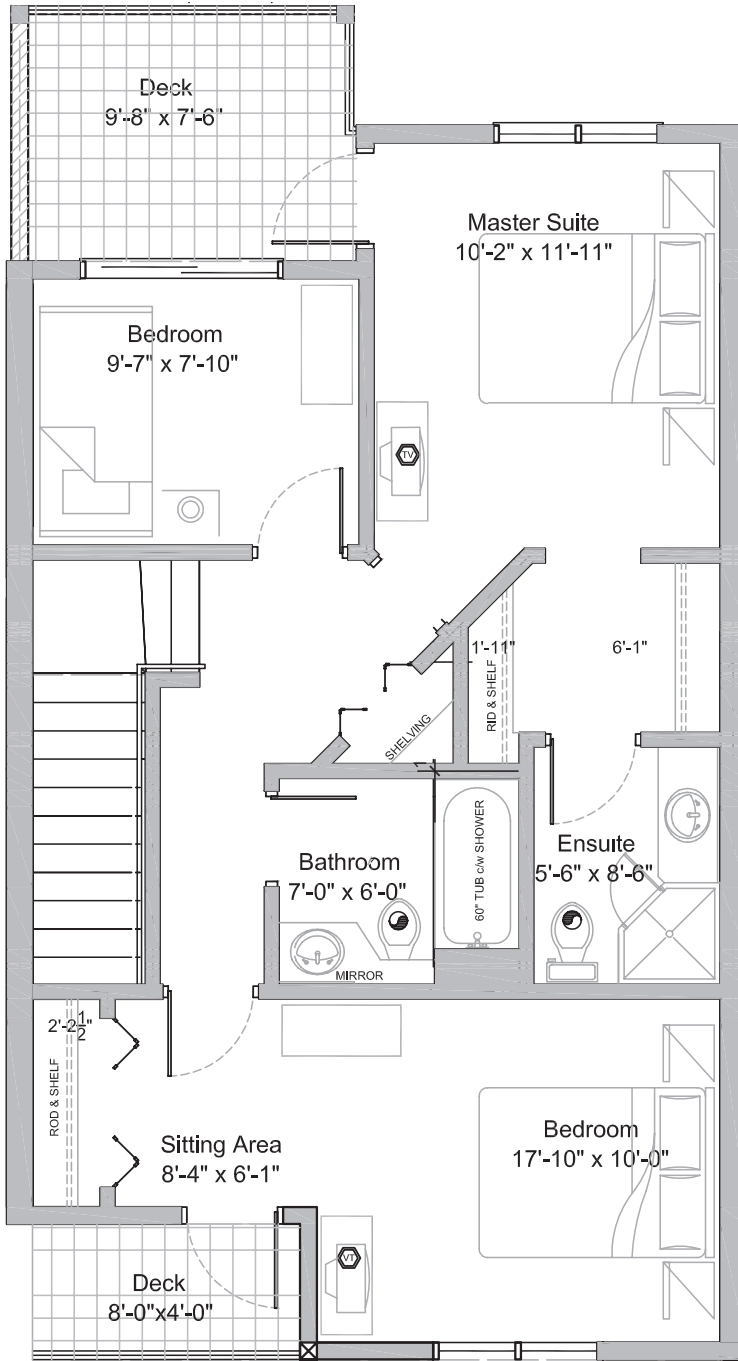 Deck
9'-8" x 7'-6"
Master Suite
10'-2" x 11'-11"
Bedroom
9'-7" x 7'-10"
TV
1'-11"
6'-1"
RID & SHELF
SHELVING
1
Bathroom
7'-0" x 6'-0"
60" TUB c/w SHOWER
Ensuite
5'-6" x 8'-6"
MIRROR
2'-2 1/2"
ROD & SHELF
Sitting Area
8'-4" x 6'-1"
Bedroom
17'-10" x 10'-0"
VT
Deck
8'-0"x4'-0"